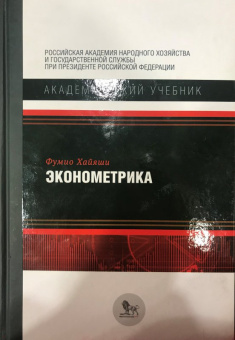 РОССИЙСКАЯ АКАДЕМИЯ НАРОДНОГО ХОЗЯЙСТВА
И ГОСУДАРСТВЕННОЙ СЛУЖБЫ
ПРИ ПРЕЗИДЕНТЕ РОССИЙСКОЙ ФЕДЕРАЦИИ
АКАДЕМИЧЕСКИЙ УЧЕБНИК
Фумио Хайяши
ЭКОНОМЕТРИКА